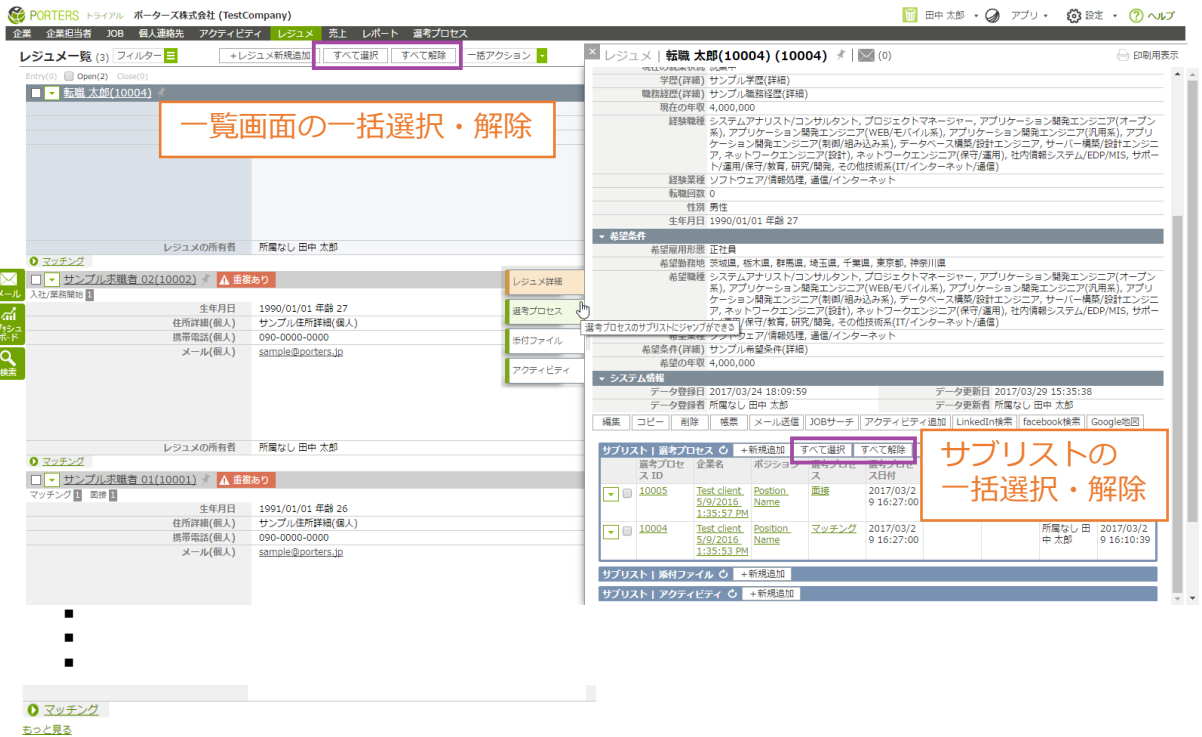 PORTERS トライアル ポーターズ株式会社 (TestCompany)
田中 太郎 アプリ 設定 ヘルプ
企業 企業担当者 JOB 個人連絡先 アクティビティ レジュメ 売上 レポート 選考プロセス
レジュメ一覧 (3) フィルター +レジュメ新規追加 すべて選択 すべて解除 一括アクション
Entry(0) Open(2) Close(0)
転職 太郎(10004)
一覧画面の一括選択・解除
レジュメの所有者 所属なし 田中 太郎
マッチング
サンプル求職者 02(10002) 重複あり
入社/業務開始 1
生年月日 1990/01/01 年齢 27
住所詳細(個人) サンプル住所詳細(個人)
携帯電話(個人) 090-0000-0000
メール(個人) sample@porters.jp
レジュメの所有者 所属なし 田中 太郎
マッチング
サンプル求職者 01(10001) 重複あり
マッチング 1 面接 1
生年月日 1991/01/01 年齢 26
住所詳細(個人) サンプル住所詳細(個人)
携帯電話(個人) 090-0000-0000
メール(個人) sample@porters.jp
マッチング
もっと見る
メール
検索
レジュメ詳細
選考プロセス
添付ファイル
アクティビティ
選考プロセスのサブリストにジャンプができる
レジュメ | 転職 太郎(10004) (10004) (0) 印刷用表示
現在の就業状況 就業中
学歴(詳細) サンプル学歴(詳細)
職務経歴(詳細) サンプル職務経歴(詳細)
現在の年収 4,000,000
経験職種 システムアナリスト/コンサルタント, プロジェクトマネージャー, アプリケーション開発エンジニア(オープン
系), アプリケーション開発エンジニア(WEB/モバイル系), アプリケーション開発エンジニア(汎用系), アプリ
ケーション開発エンジニア(制御/組み込み系), データベース構築/設計エンジニア, サーバー構築/設計エンジニ
ア, ネットワークエンジニア(設計), ネットワークエンジニア(保守/運用), 社内情報システム/EDP/MIS, サポー
ト/運用/保守/教育, 研究/開発, その他技術系(IT/インターネット/通信)
経験業種 ソフトウェア/情報処理, 通信/インターネット
転職回数 0
性別 男性
生年月日 1990/01/01 年齢 27
希望条件
希望雇用形態 正社員
希望勤務地 茨城県, 栃木県, 群馬県, 埼玉県, 千葉県, 東京都, 神奈川県
希望職種 システムアナリスト/コンサルタント, プロジェクトマネージャー, アプリケーション開発エンジニア(オープン
系), アプリケーション開発エンジニア(WEB/モバイル系), アプリケーション開発エンジニア(汎用系), アプリ
ケーション開発エンジニア(制御/組み込み系), データベース構築/設計エンジニア, サーバー構築/設計エンジニ
ア, ネットワークエンジニア(設計), ネットワークエンジニア(保守/運用), 社内情報システム/EDP/MIS, サポー
/保守/教育, 研究/開発, その他技術系(IT/インターネット/通信)
ソフトウェア/情報処理, 通信/インターネット
希望条件(詳細) サンプル希望条件(詳細)
希望の年収 4,000,000
システム情報
データ登録日 2017/03/24 18:09:59 データ更新日 2017/03/29 15:35:38
データ登録者 所属なし 田中 太郎 データ更新者 所属なし 田中 太郎
編集 コピー 削除 帳票 メール送信 JOBサーチ アクティビティ追加 LinkedIn検索 facebook検索 Google地図
サブリスト | 選考プロセス +新規追加 すべて選択 すべて解除
サブリストの
一括選択・解除
選考プロセ 企業名 ポジション 選考プロセ 選考プロセ
ス ID ス ス日付
10005 Test client Postion 面接 2017/03/2
5/9/2016 Name 9 16:27:00
1:35:57 PM
10004 Test client Position マッチング 2017/03/2 所属なし 田 2017/03/2
5/9/2016 Name 9 16:27:00 中 太郎 9 16:10:39
1:35:53 PM
サブリスト | 添付ファイル +新規追加
サブリスト | アクティビティ +新規追加